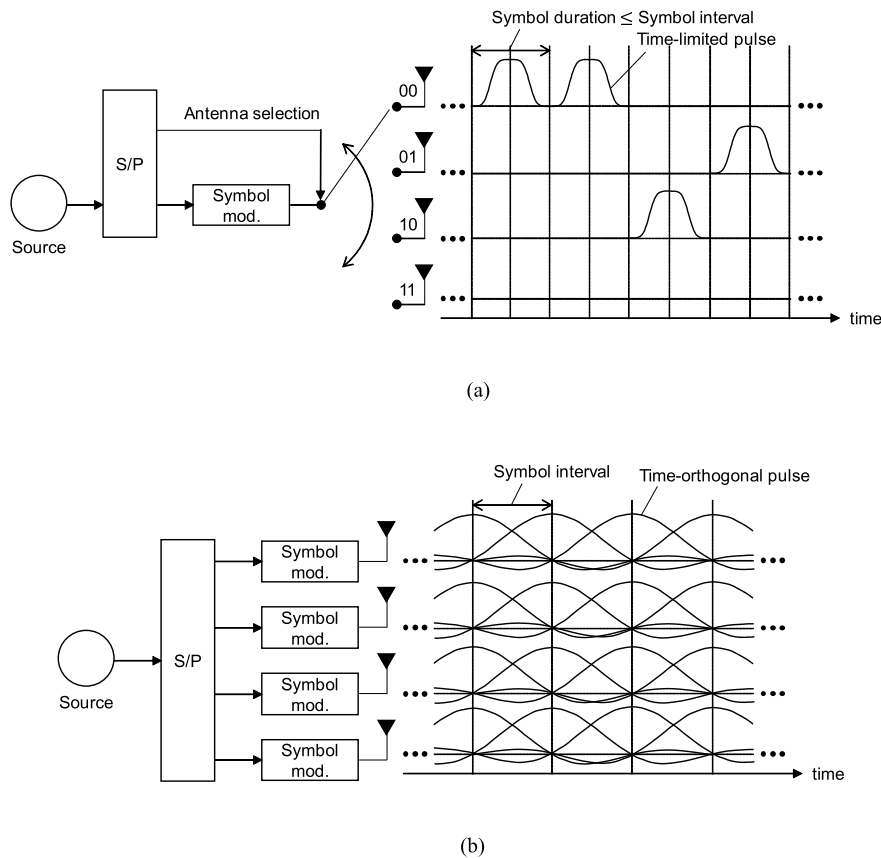 Symbol duration ≤ Symbol interval
Time-limited pulse
00
Antenna selection
01
S/P
Symbol
mod.
10
Source
11
time
(a)
Symbol interval
Time-orthogonal pulse
Symbol
mod.
Symbol
mod.
S/P
Source
Symbol
mod.
Symbol
mod.
time
(b)